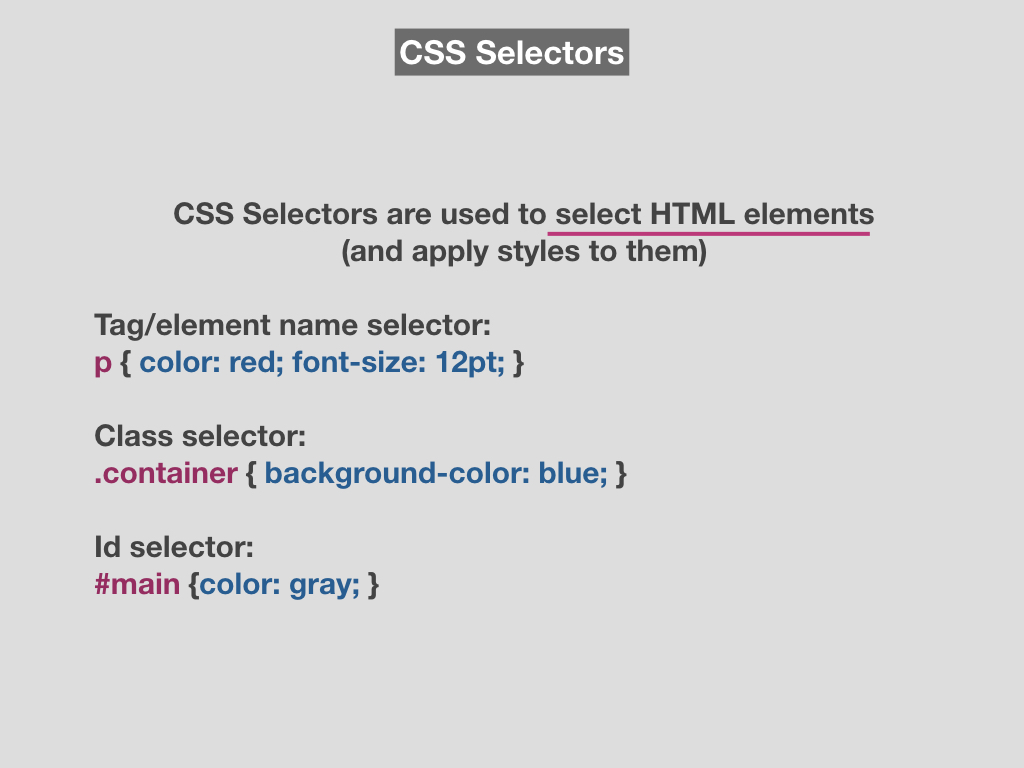 CSS Selectors
CSS Selectors are used to select HTML elements
(and apply styles to them)
Tag/element name selector:
p { color: red; font-size: 12pt; }
Class selector:
.container { background-color: blue; }
Id selector:
#main {color: gray; }